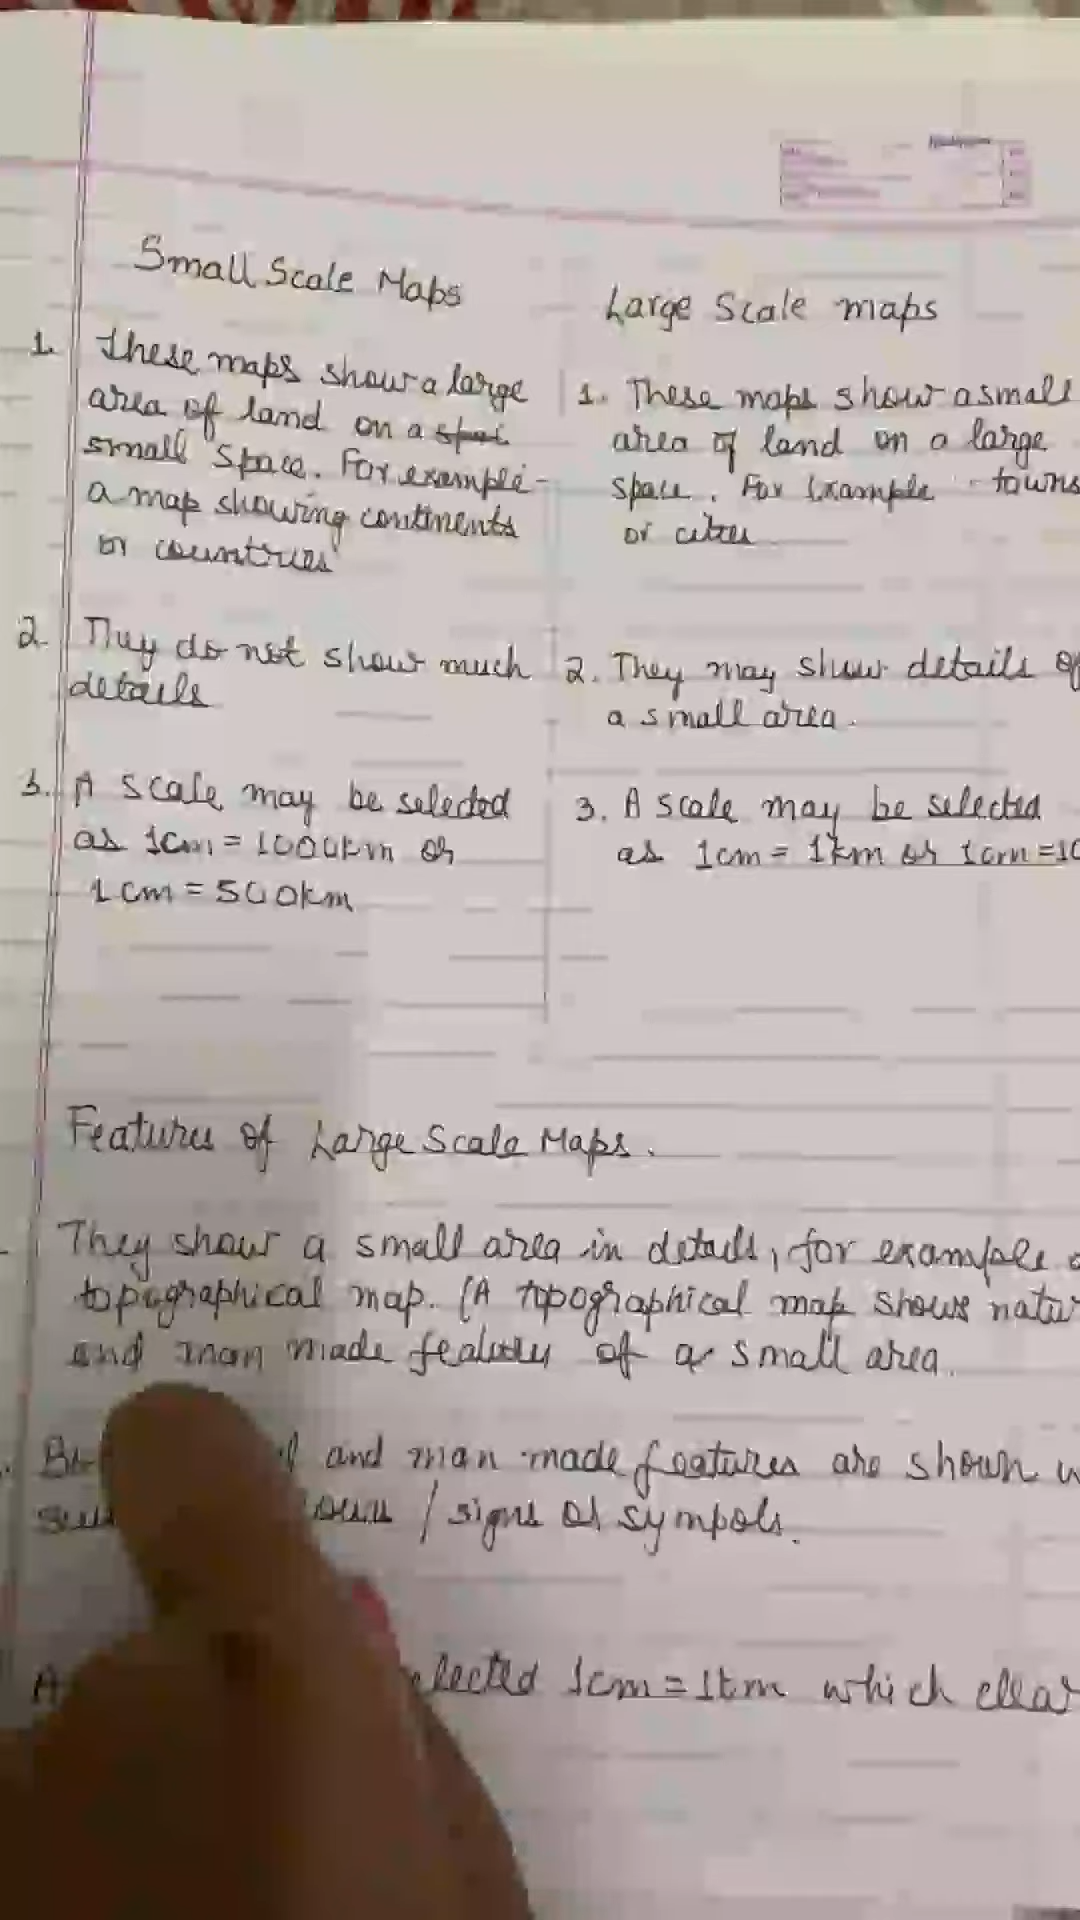 Small Scale Maps
Large Scale maps
1. These maps show a large
area of land on a
small space. For example-
a map showing continents
or countries
1. These maps show a small
area of land on a large
space. For Example - towns
or cities
2. They do not show much
details
2. They may show details of
a small area.
3. A scale may be selected
as 1cm = 1000km or
1cm = 500km
3. A scale may be selected
as 1cm = 1km or 1cm = 10
Features of Large Scale Maps.
They show a small area in details, for example a
topographical map. (A topographical map shows natur
and man made features of a small area.
and man made features are shown
/ signs or symbols.
A elected 1cm = 1km which clear